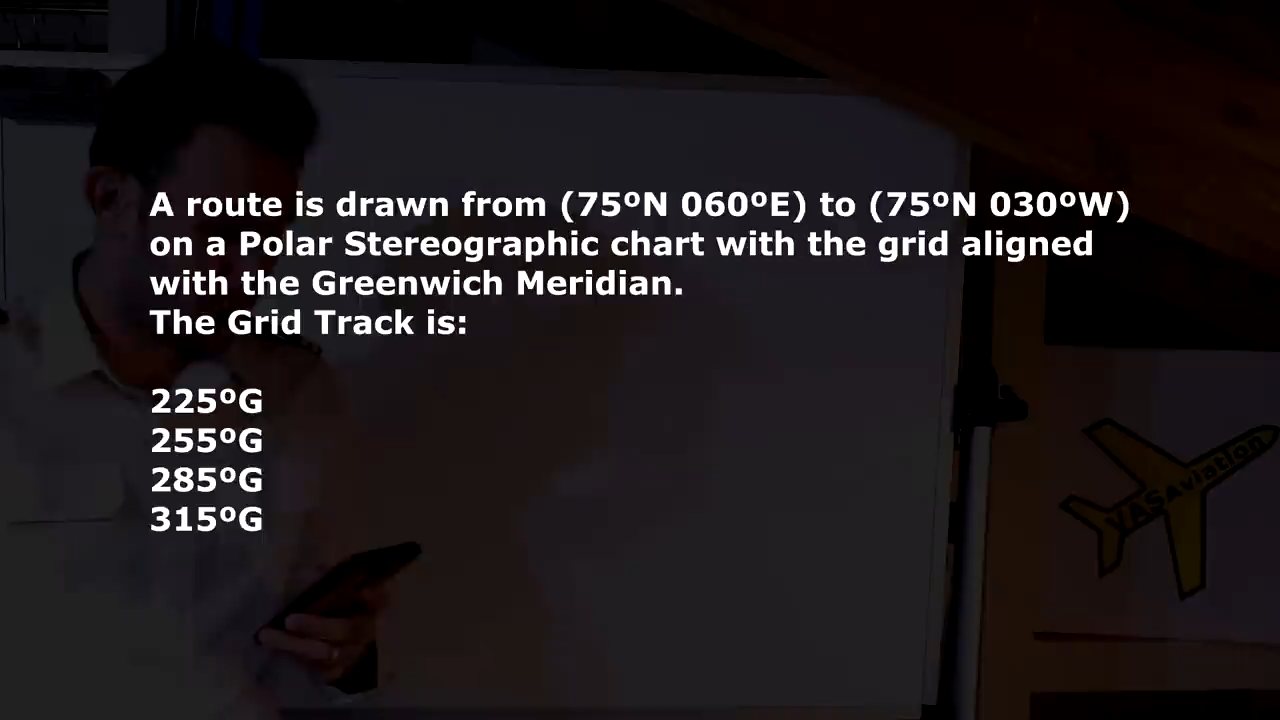 A route is drawn from (75ºN 060ºE) to (75ºN 030ºW)
on a Polar Stereographic chart with the grid aligned
with the Greenwich Meridian.
The Grid Track is:
225ºG
255ºG
285ºG
315ºG
VASAviation